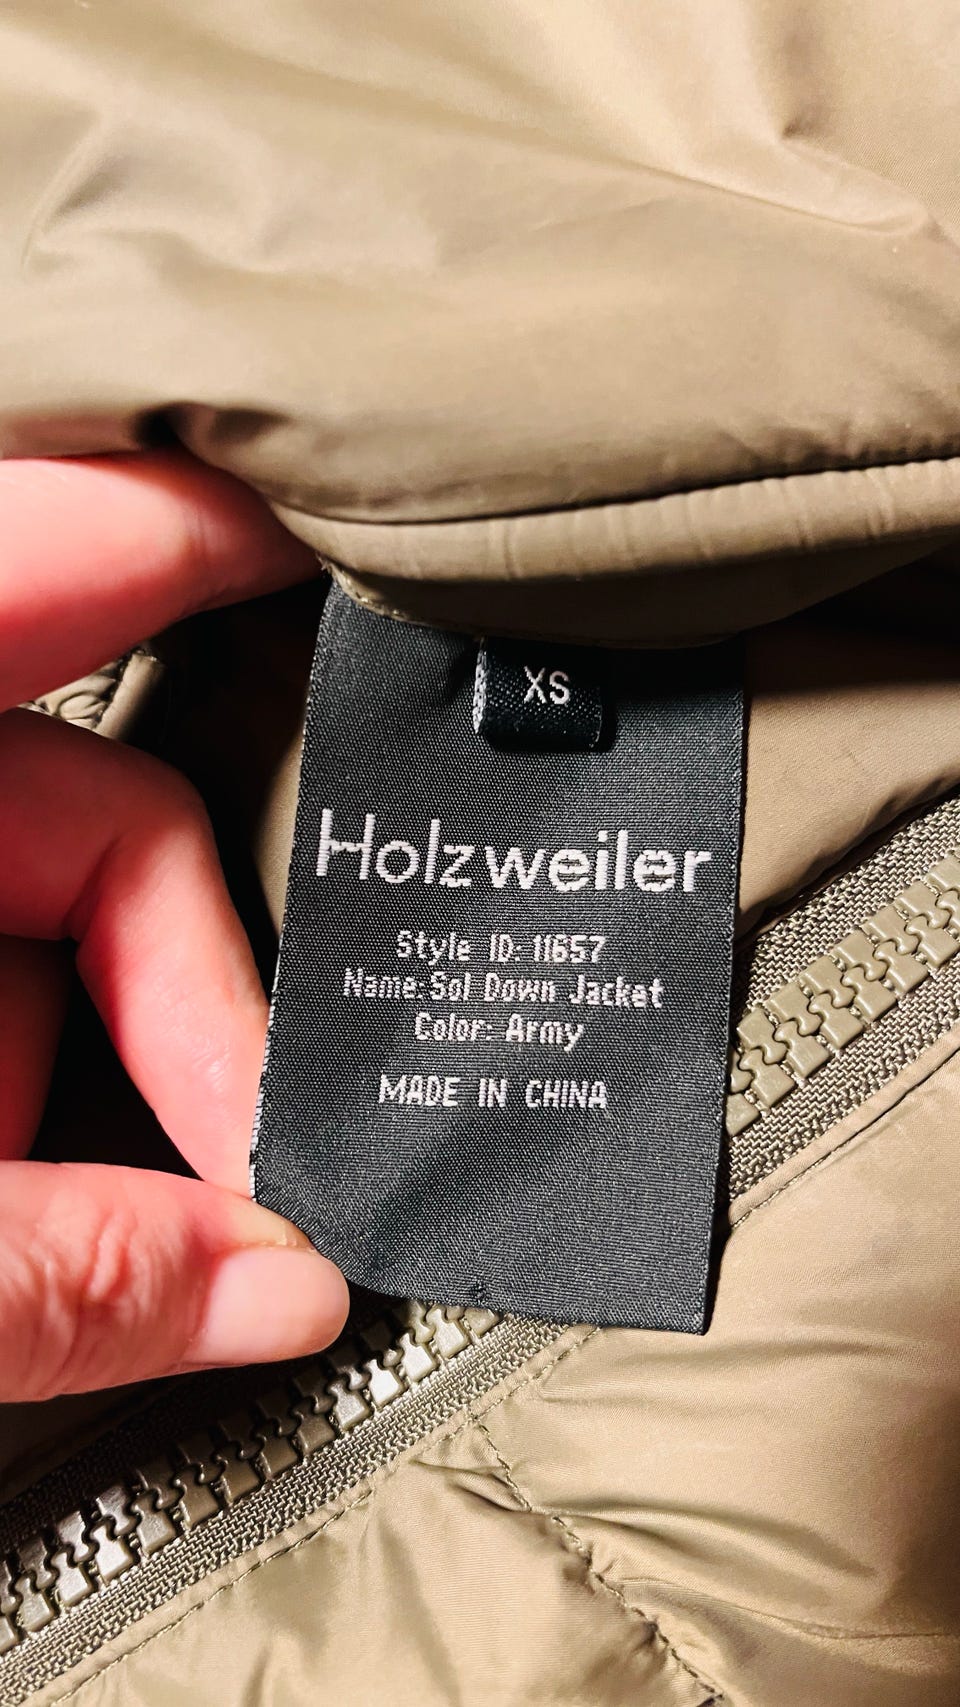 XS
Holzweiler
Style ID: 11657
Name: Sol Down Jacket
Color: Army
MADE IN CHINA